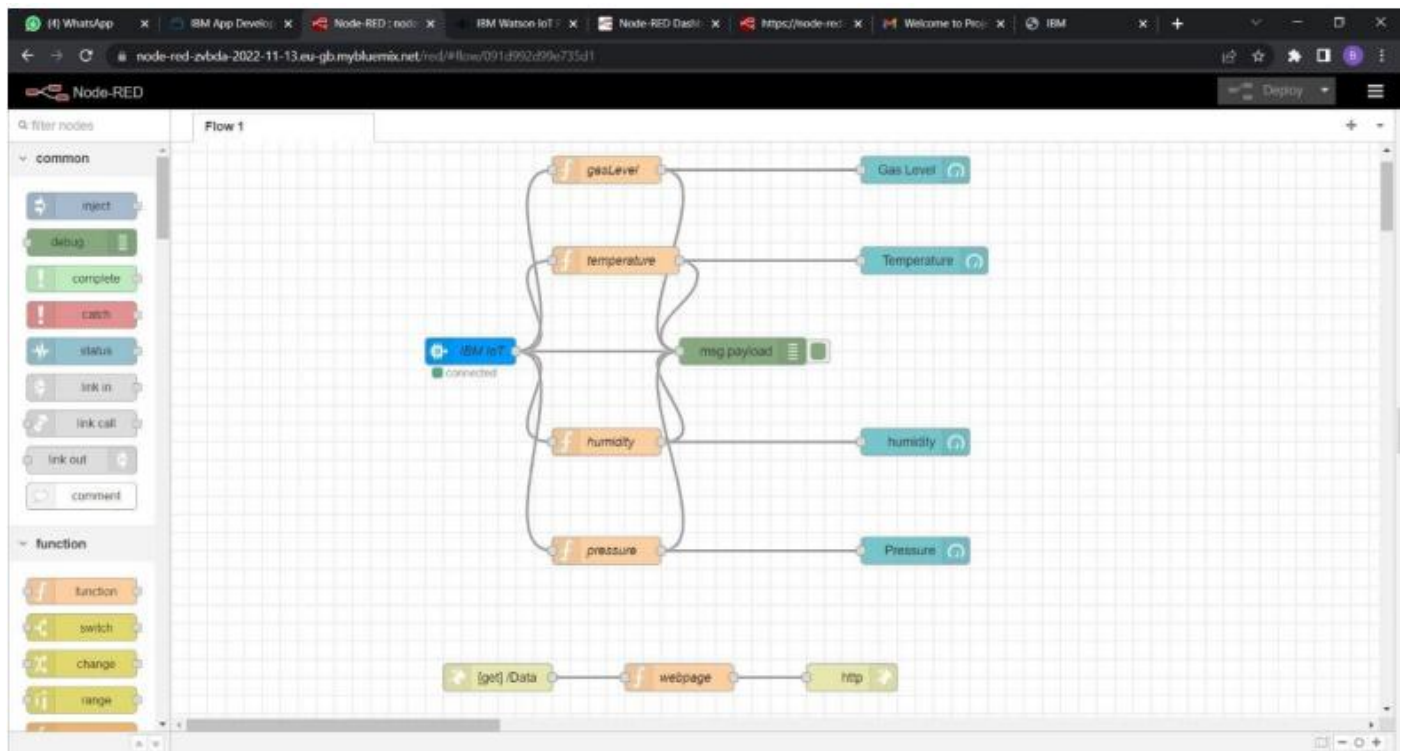 (4) WhatsApp
IBM App Develop
Node-RED : node
IBM Watson IoT
Node-RED Dash
https://node-red
Welcome to Proj
IBM
node-red-zvbda-2022-11-13.eu-gb.mybluemix.net/red/#flow/091d992d99e735d1
B
Node-RED
Deploy
filter nodes
Flow 1
common
inject
debug
complete
catch
status
link in
link call
link out
comment
function
function
switch
change
range
gasLevel
Gas Level
temperature
Temperature
IBM IoT
connected
msg.payload
humidity
humidity
pressure
Pressure
[get] /Data
webpage
http